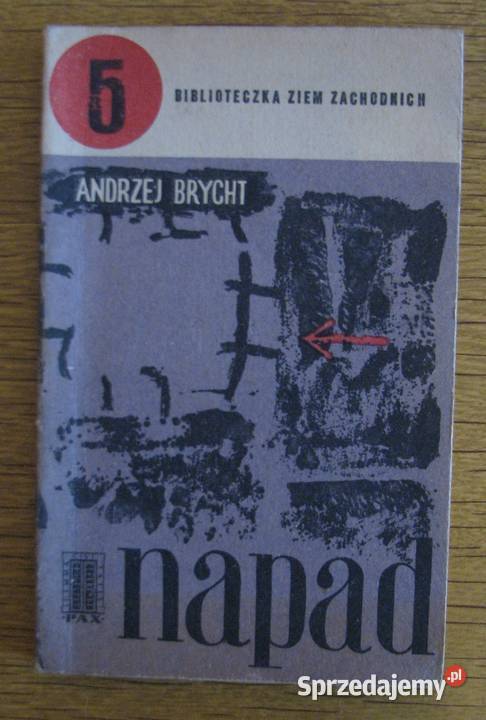 5
BIBLIOTECZKA ZIEM ZACHODNICH
ANDRZEJ BRYCHT
napad
PAX
Sprzedajemy.pl